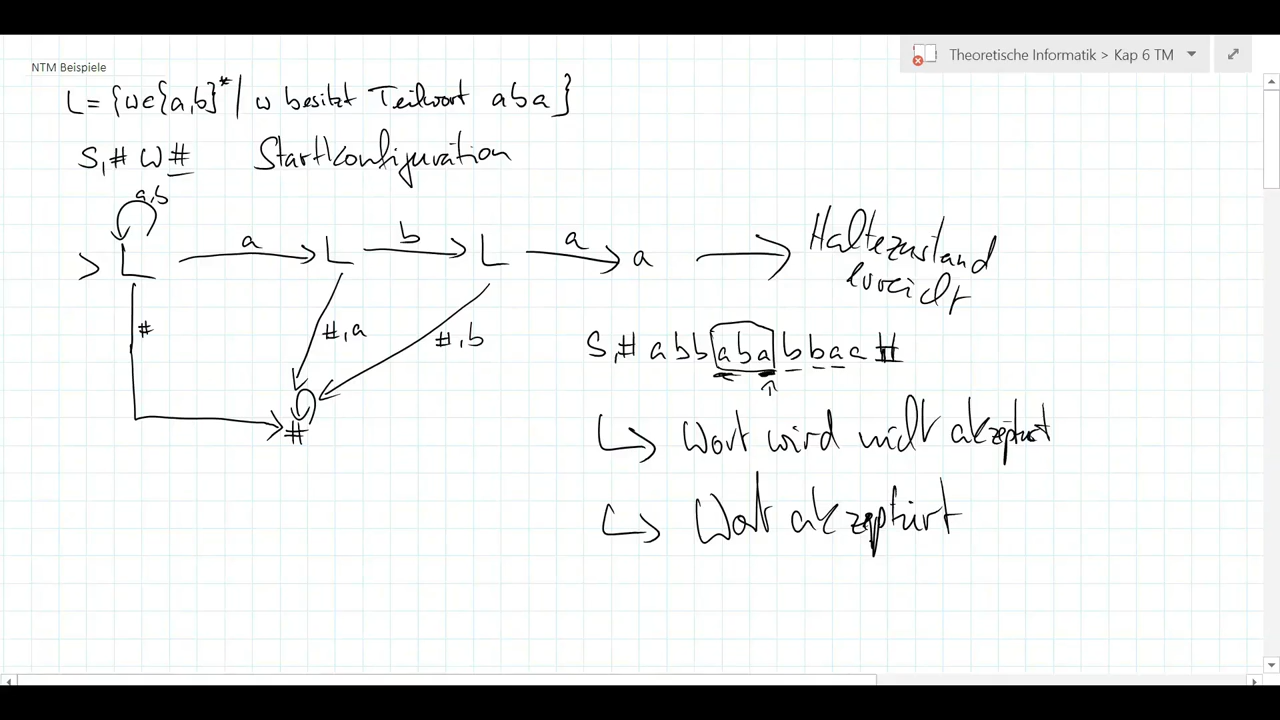 Theoretische Informatik > Kap 6 TM
NTM Beispiele
L = {w∈{a,b}* | w besitzt Teilwort aba}
s,# w # Startkonfiguration
a,b
> L a L b L a a Haltezustand
erreicht
# #,a #,b
s,# abbababbaa #
#
↳ Wort wird nicht akzeptiert
↳ Wort akzeptiert